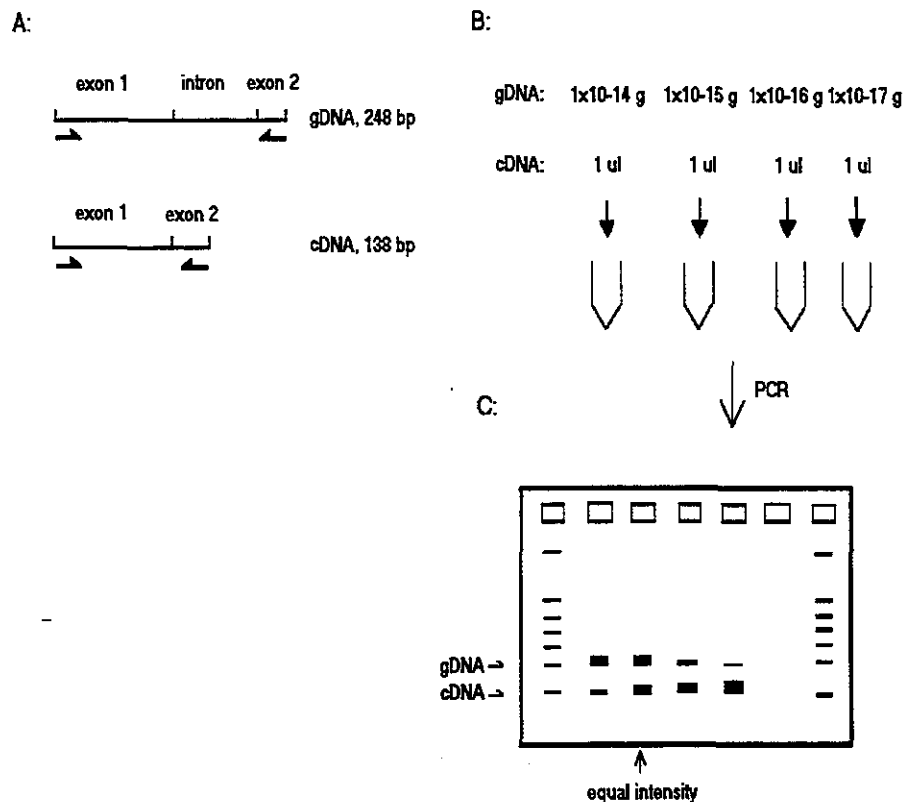 A:
exon 1 intron exon 2
gDNA, 248 bp
exon 1 exon 2
cDNA, 138 bp
B:
gDNA: 1x10-14 g 1x10-15 g 1x10-16 g 1x10-17 g
cDNA: 1 ul 1 ul 1 ul 1 ul
PCR
C:
gDNA
cDNA
equal intensity